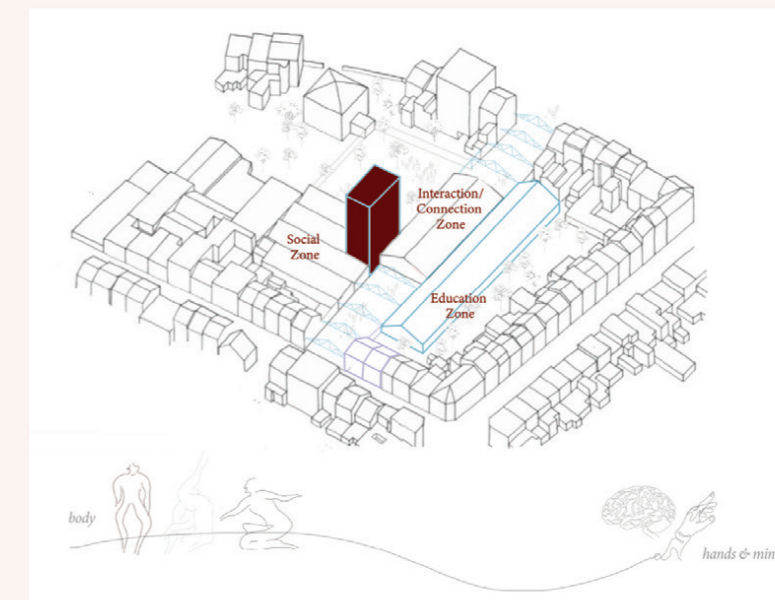 Interaction/
Connection
Zone
Social
Zone
Education
Zone
body
hands & min